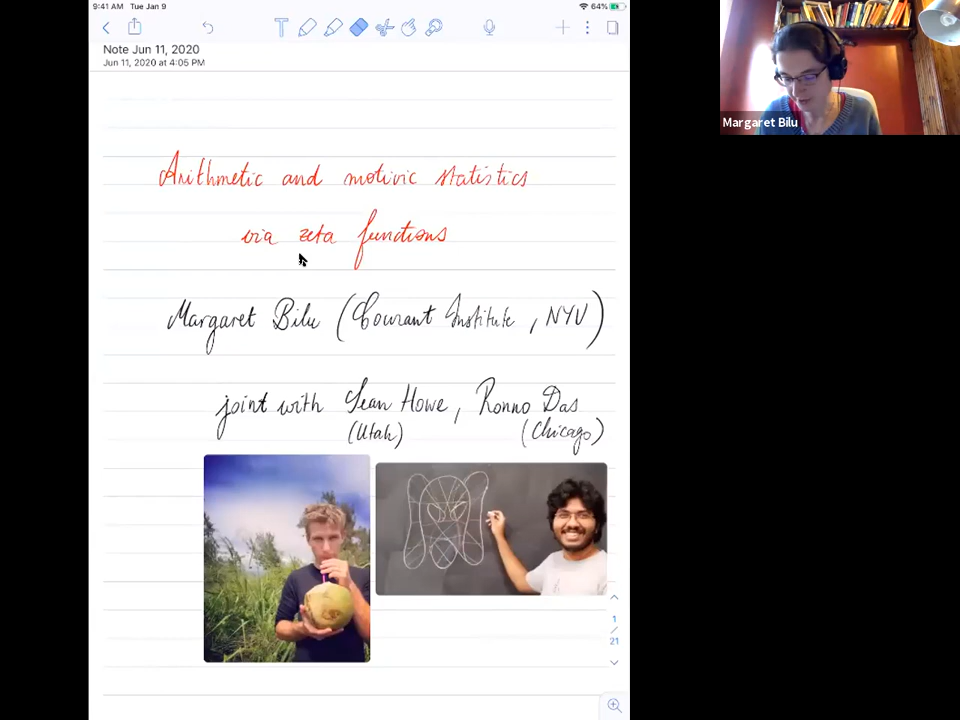 9:41 AM Tue Jan 9
64%
Note Jun 11, 2020
Jun 11, 2020 at 4:05 PM
Arithmetic and motivic statistics
via zeta functions
Margaret Bilu (Courant Institute, NYU)
joint with Sean Howe, Ronno Das
(Utah) (Chicago)
1
/
21
Margaret Bilu